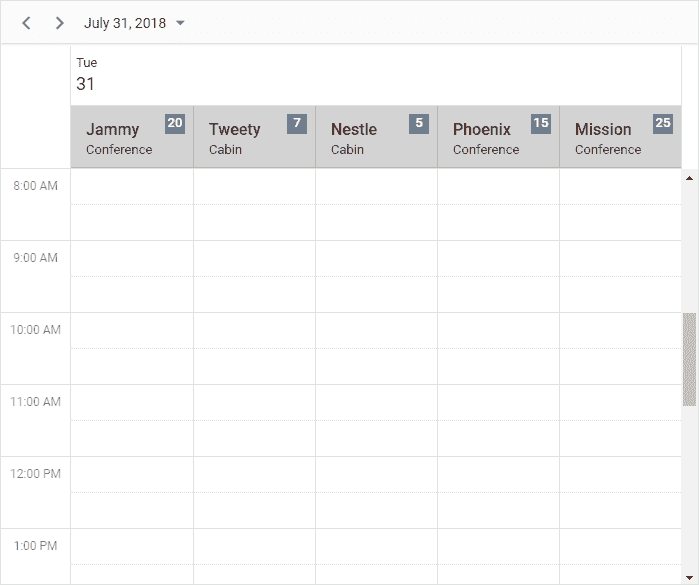 July 31, 2018
Tue
31
Jammy 20
Conference
Tweety 7
Cabin
Nestle 5
Cabin
Phoenix 15
Conference
Mission 25
Conference
8:00 AM
9:00 AM
10:00 AM
11:00 AM
12:00 PM
1:00 PM